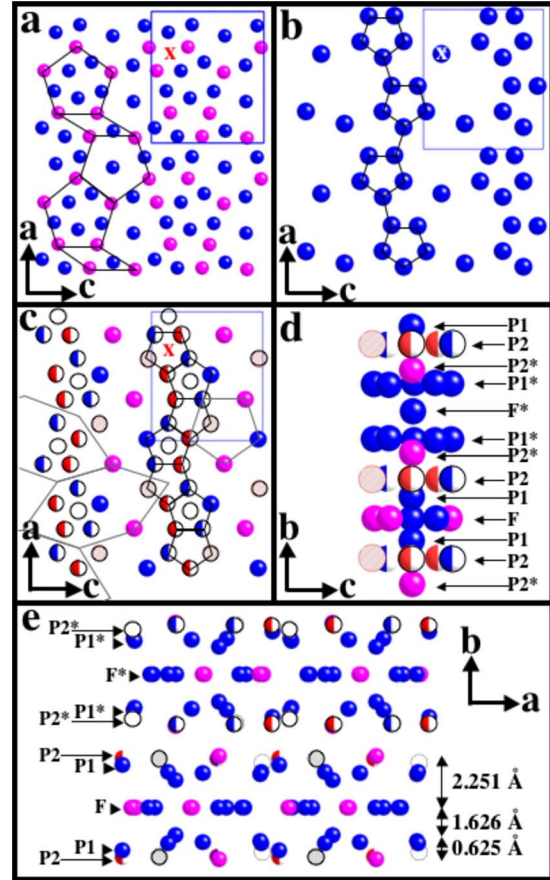 a
x
a
c
b
x
a
c
c
x
a
c
d
P1
P2
P2*
P1*
F*
P1*
P2*
P2
P1
F
P1
P2
P2*
b
c
e
P2*
P1*
F*
P2* P1*
P2
P1
F
P1
P2
b
a
2.251 Å
1.626 Å
0.625 Å